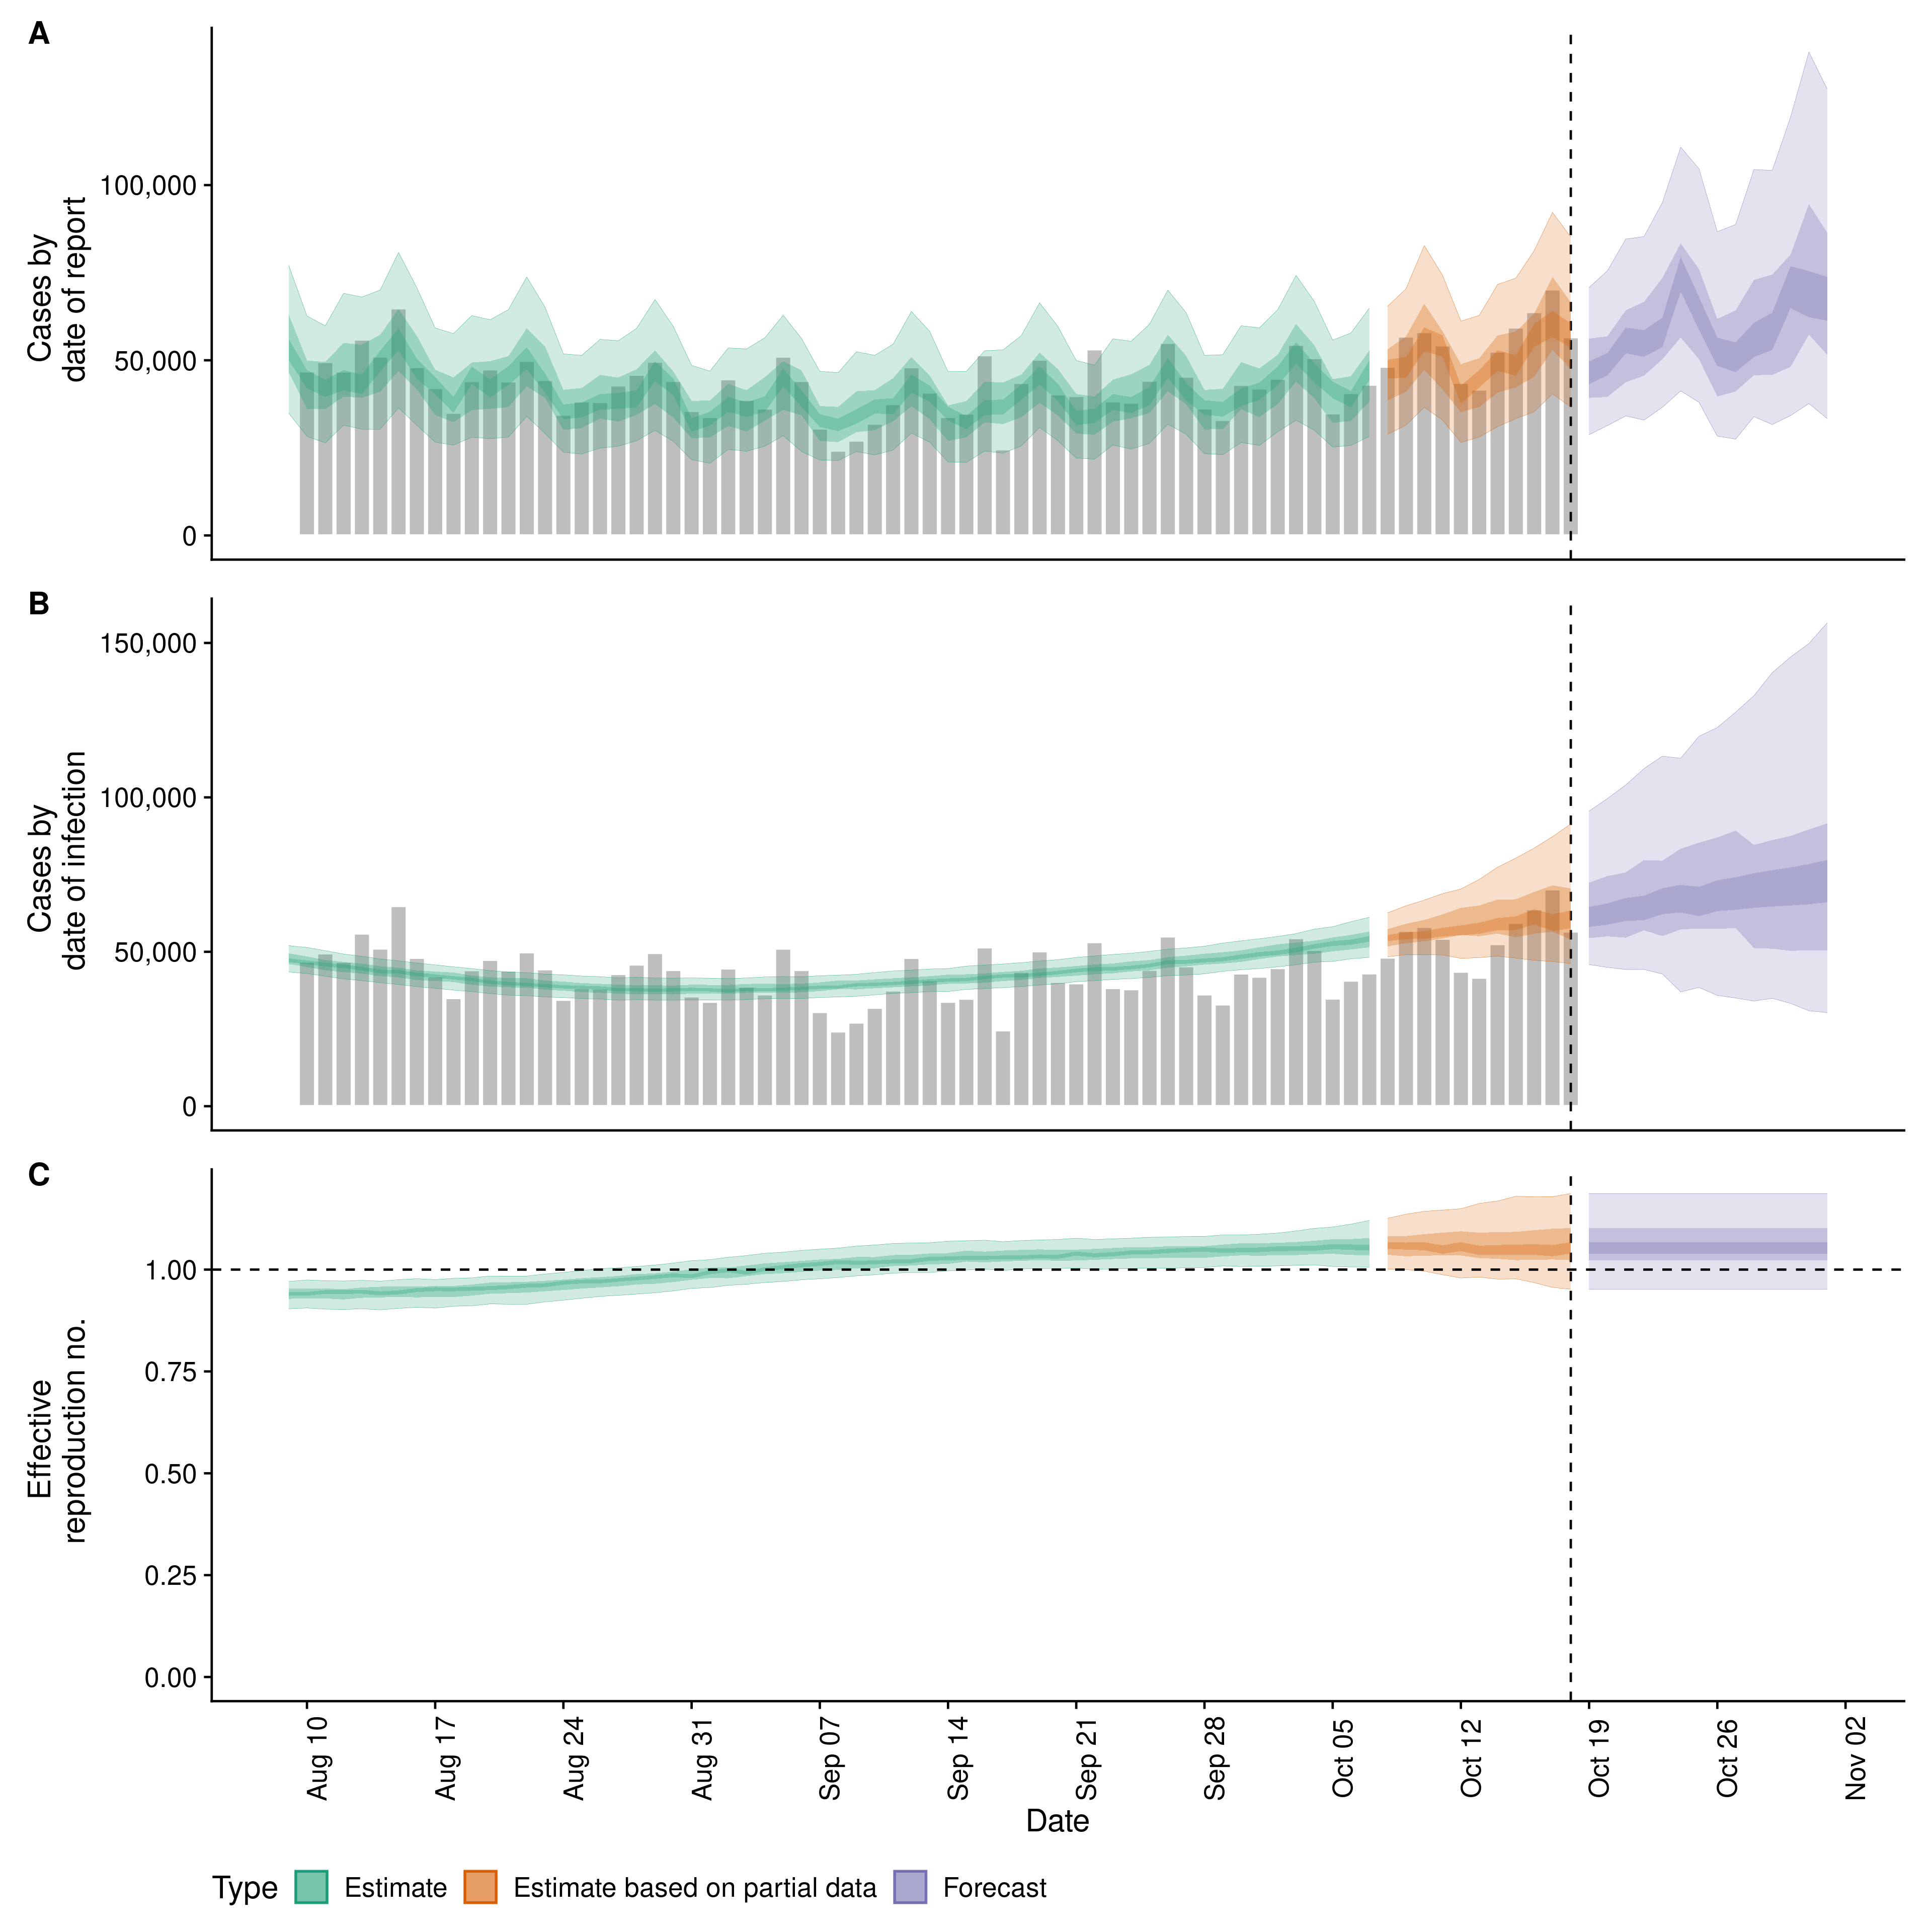 A
Cases by
date of report
100,000
50,000
0
B
Cases by
date of infection
150,000
100,000
50,000
0
C
Effective
reproduction no.
1.00
0.75
0.50
0.25
0.00
Aug 10
Aug 17
Aug 24
Aug 31
Sep 07
Sep 14
Sep 21
Sep 28
Oct 05
Oct 12
Oct 19
Oct 26
Nov 02
Date
Type Estimate Estimate based on partial data Forecast